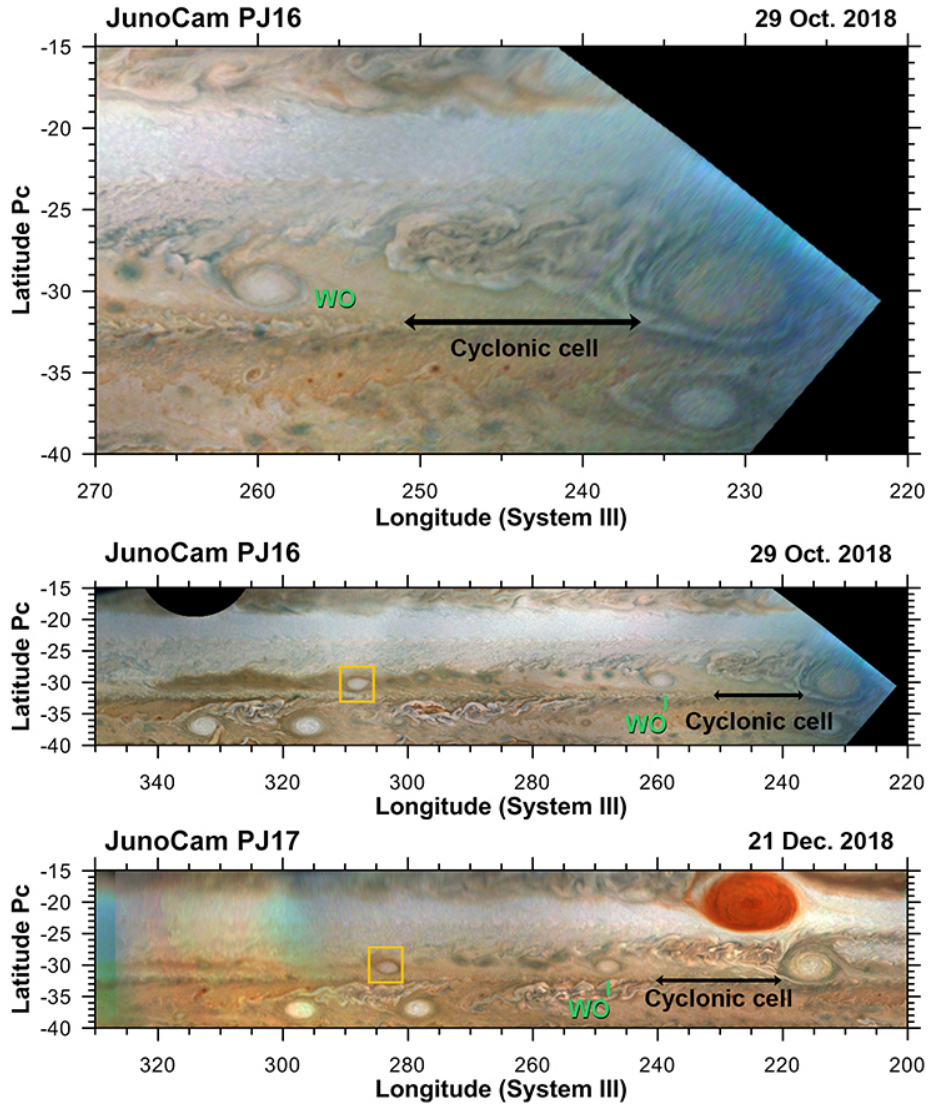 JunoCam PJ16 29 Oct. 2018
-15
-20
-25
-30
-35
-40
Latitude Pc
WO
Cyclonic cell
270 260 250 240 230 220
Longitude (System III)
JunoCam PJ16 29 Oct. 2018
-15
-20
-25
-30
-35
-40
Latitude Pc
WO
Cyclonic cell
340 320 300 280 260 240 220
Longitude (System III)
JunoCam PJ17 21 Dec. 2018
-15
-20
-25
-30
-35
-40
Latitude Pc
WO
Cyclonic cell
320 300 280 260 240 220 200
Longitude (System III)